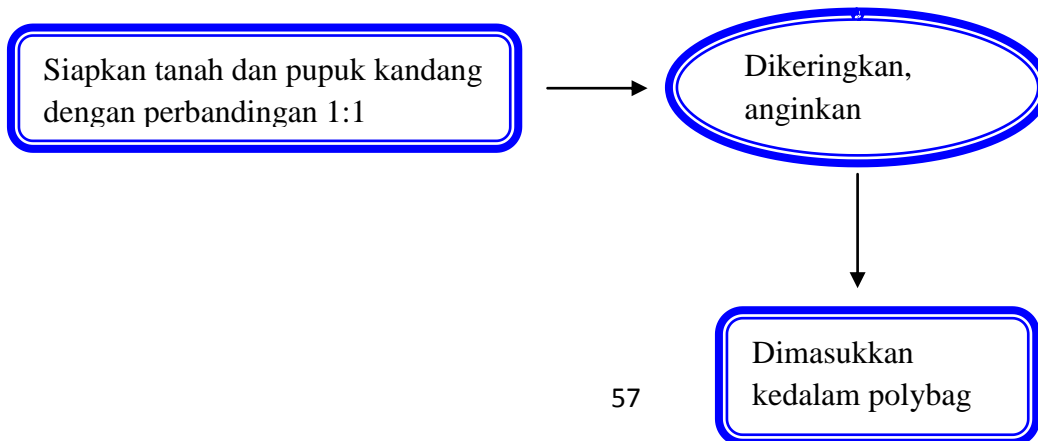 Siapkan tanah dan pupuk kandang
dengan perbandingan 1:1
Dikeringkan,
anginkan
Dimasukkan
kedalam polybag
57